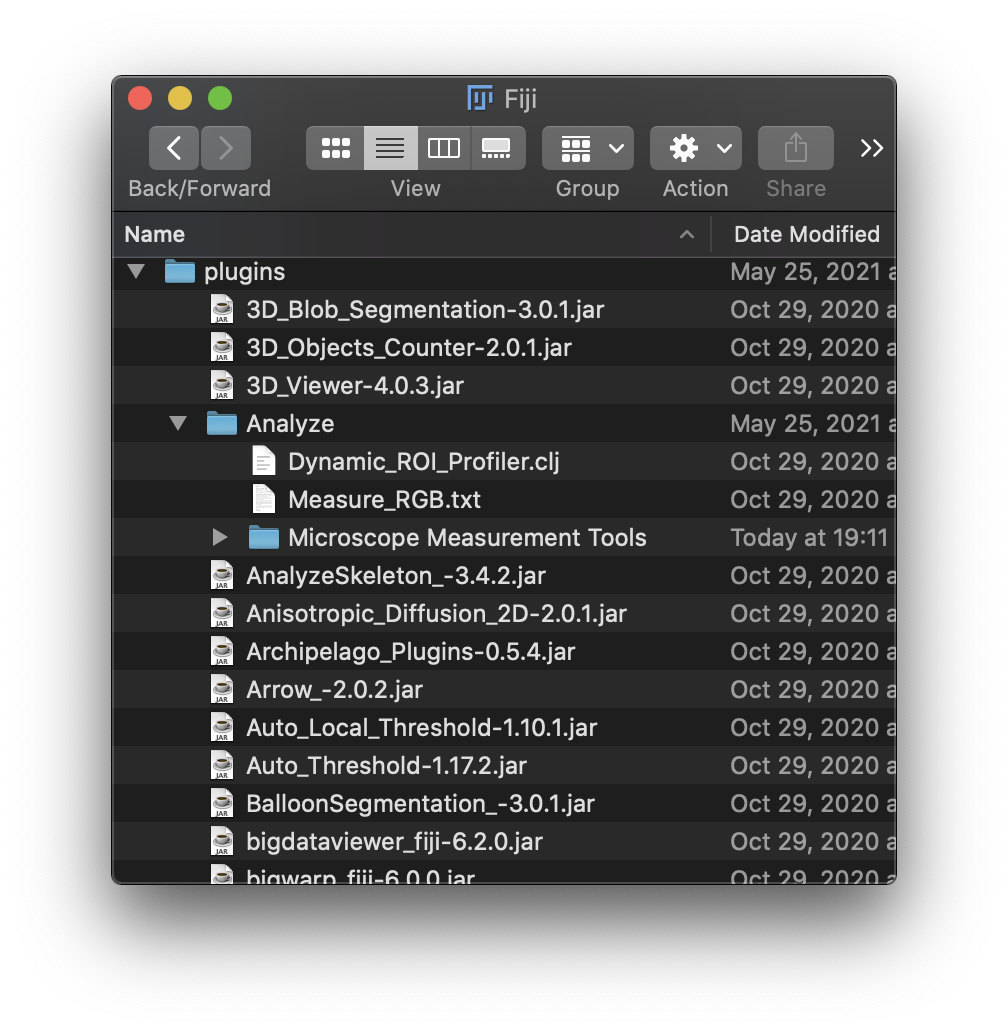 Fiji
Back/Forward View Group Action Share
Name Date Modified
plugins May 25, 2021 a
3D_Blob_Segmentation-3.0.1.jar Oct 29, 2020 a
3D_Objects_Counter-2.0.1.jar Oct 29, 2020 a
3D_Viewer-4.0.3.jar Oct 29, 2020 a
Analyze May 25, 2021 a
Dynamic_ROI_Profiler.clj Oct 29, 2020 a
Measure_RGB.txt Oct 29, 2020 a
Microscope Measurement Tools Today at 19:11
AnalyzeSkeleton_-3.4.2.jar Oct 29, 2020 a
Anisotropic_Diffusion_2D-2.0.1.jar Oct 29, 2020 a
Archipelago_Plugins-0.5.4.jar Oct 29, 2020 a
Arrow_-2.0.2.jar Oct 29, 2020 a
Auto_Local_Threshold-1.10.1.jar Oct 29, 2020 a
Auto_Threshold-1.17.2.jar Oct 29, 2020 a
BalloonSegmentation_-3.0.1.jar Oct 29, 2020 a
bigdataviewer_fiji-6.2.0.jar Oct 29, 2020 a
bigwarp_fiji-6.0.0.jar Oct 29, 2020 a